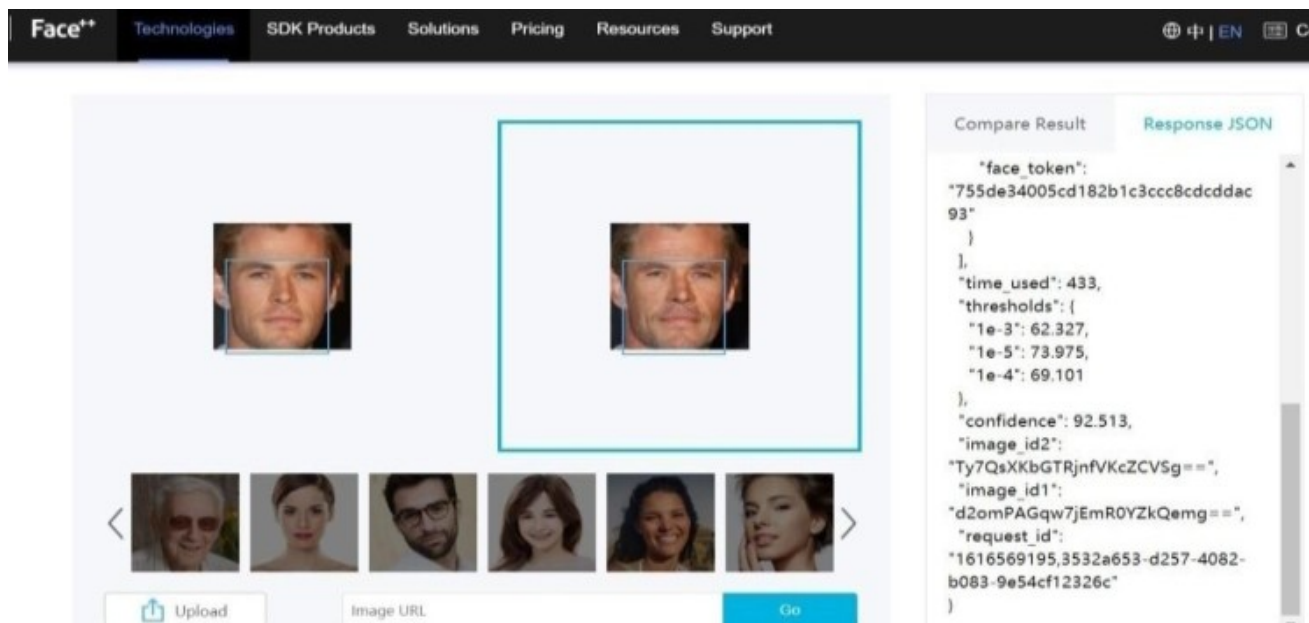 Face++ Technologies SDK Products Solutions Pricing Resources Support 中 | EN
Compare Result Response JSON
"face_token":
"755de34005cd182b1c3ccc8cdcddac
93"
}
],
"time_used": 433,
"thresholds": {
"1e-3": 62.327,
"1e-5": 73.975,
"1e-4": 69.101
},
"confidence": 92.513,
"image_id2":
"Ty7QsXKbGTRjnfVKcZCVSg==",
"image_id1":
"d2omPAGqw7jEmR0YZkQemg==",
"request_id":
"1616569195,3532a653-d257-4082-
b083-9e54cf12326c"
}
Upload Image URL Go